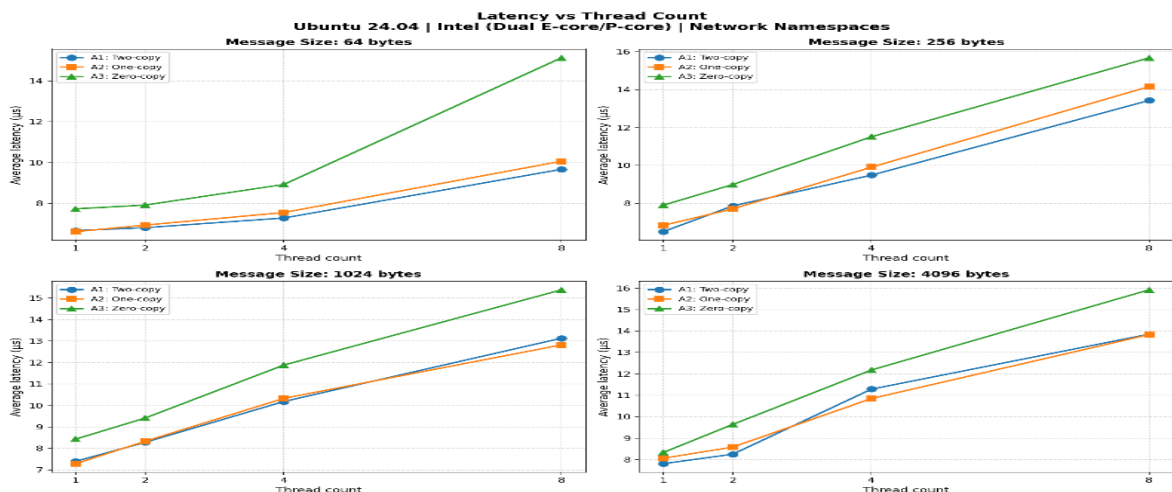 Latency vs Thread Count
Ubuntu 24.04 | Intel (Dual E-core/P-core) | Network Namespaces
Message Size: 64 bytes
A1: Two-copy
A2: One-copy
A3: Zero-copy
14
12
10
8
Average latency (µs)
1 2 4 8
Thread count
Message Size: 256 bytes
A1: Two-copy
A2: One-copy
A3: Zero-copy
16
14
12
10
8
Average latency (µs)
1 2 4 8
Thread count
Message Size: 1024 bytes
A1: Two-copy
A2: One-copy
A3: Zero-copy
15
14
13
12
11
10
9
8
7
Average latency (µs)
1 2 4 8
Thread count
Message Size: 4096 bytes
A1: Two-copy
A2: One-copy
A3: Zero-copy
16
15
14
13
12
11
10
9
8
Average latency (µs)
1 2 4 8
Thread count